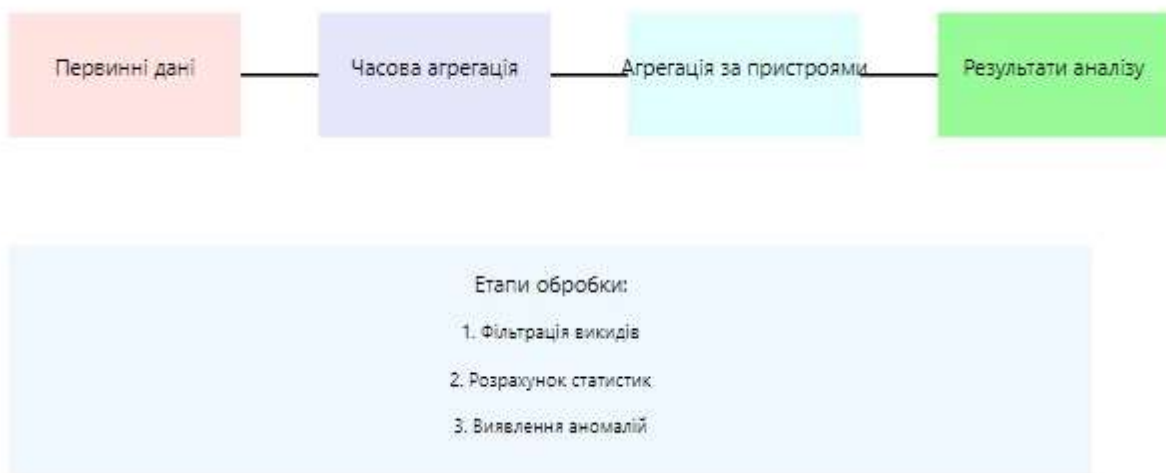 Первинні дані
Часова агрегація
Агрегація за пристроями
Результати аналізу
Етапи обробки:
1. Фільтрація викидів
2. Розрахунок статистик
3. Виявлення аномалій